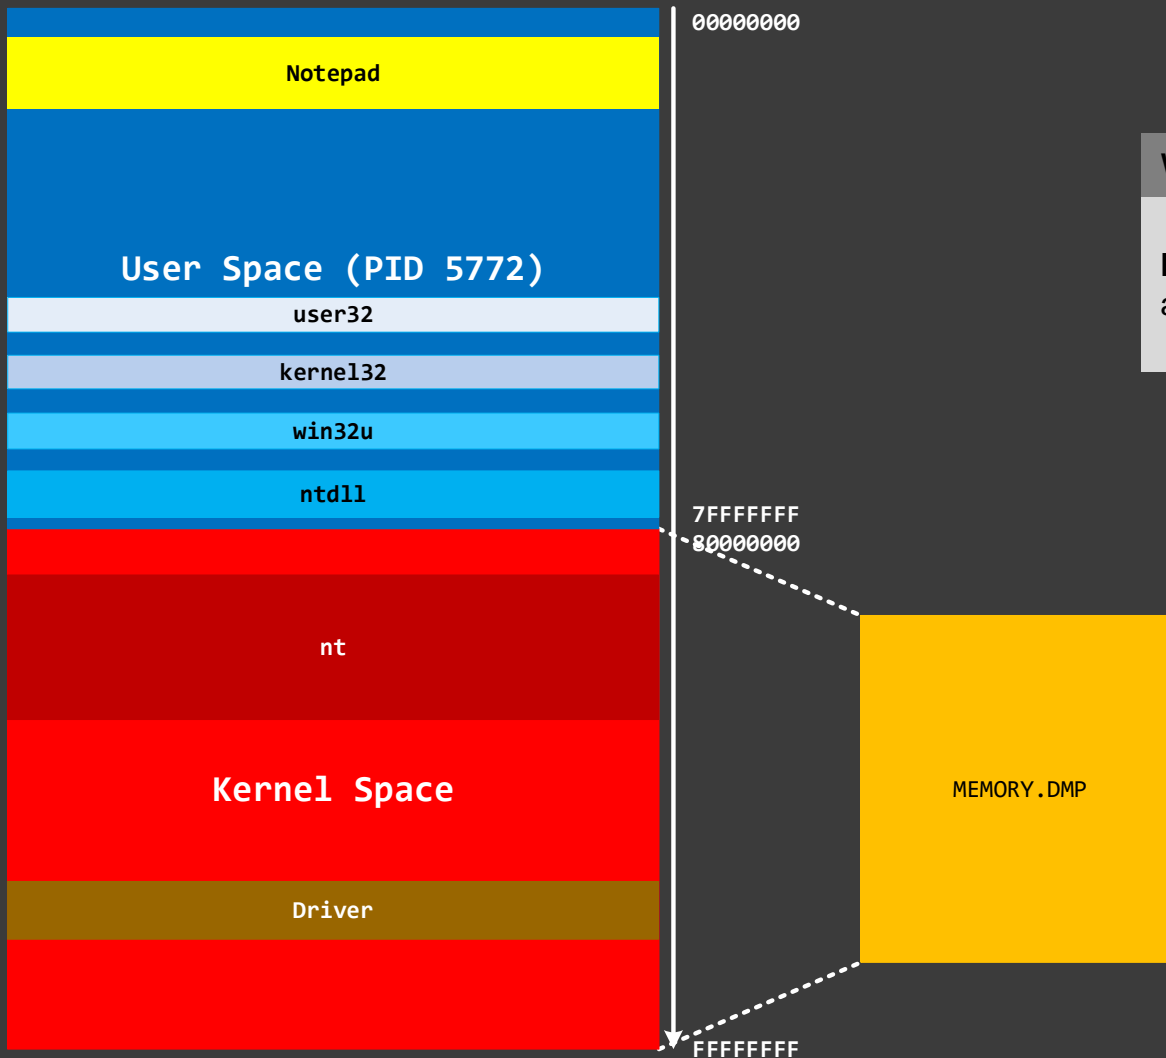 00000000
Notepad
User Space (PID 5772)
user32
kernel32
win32u
ntdll
7FFFFFFF
80000000
nt
Kernel Space
MEMORY.DMP
Driver
FFFFFFFF